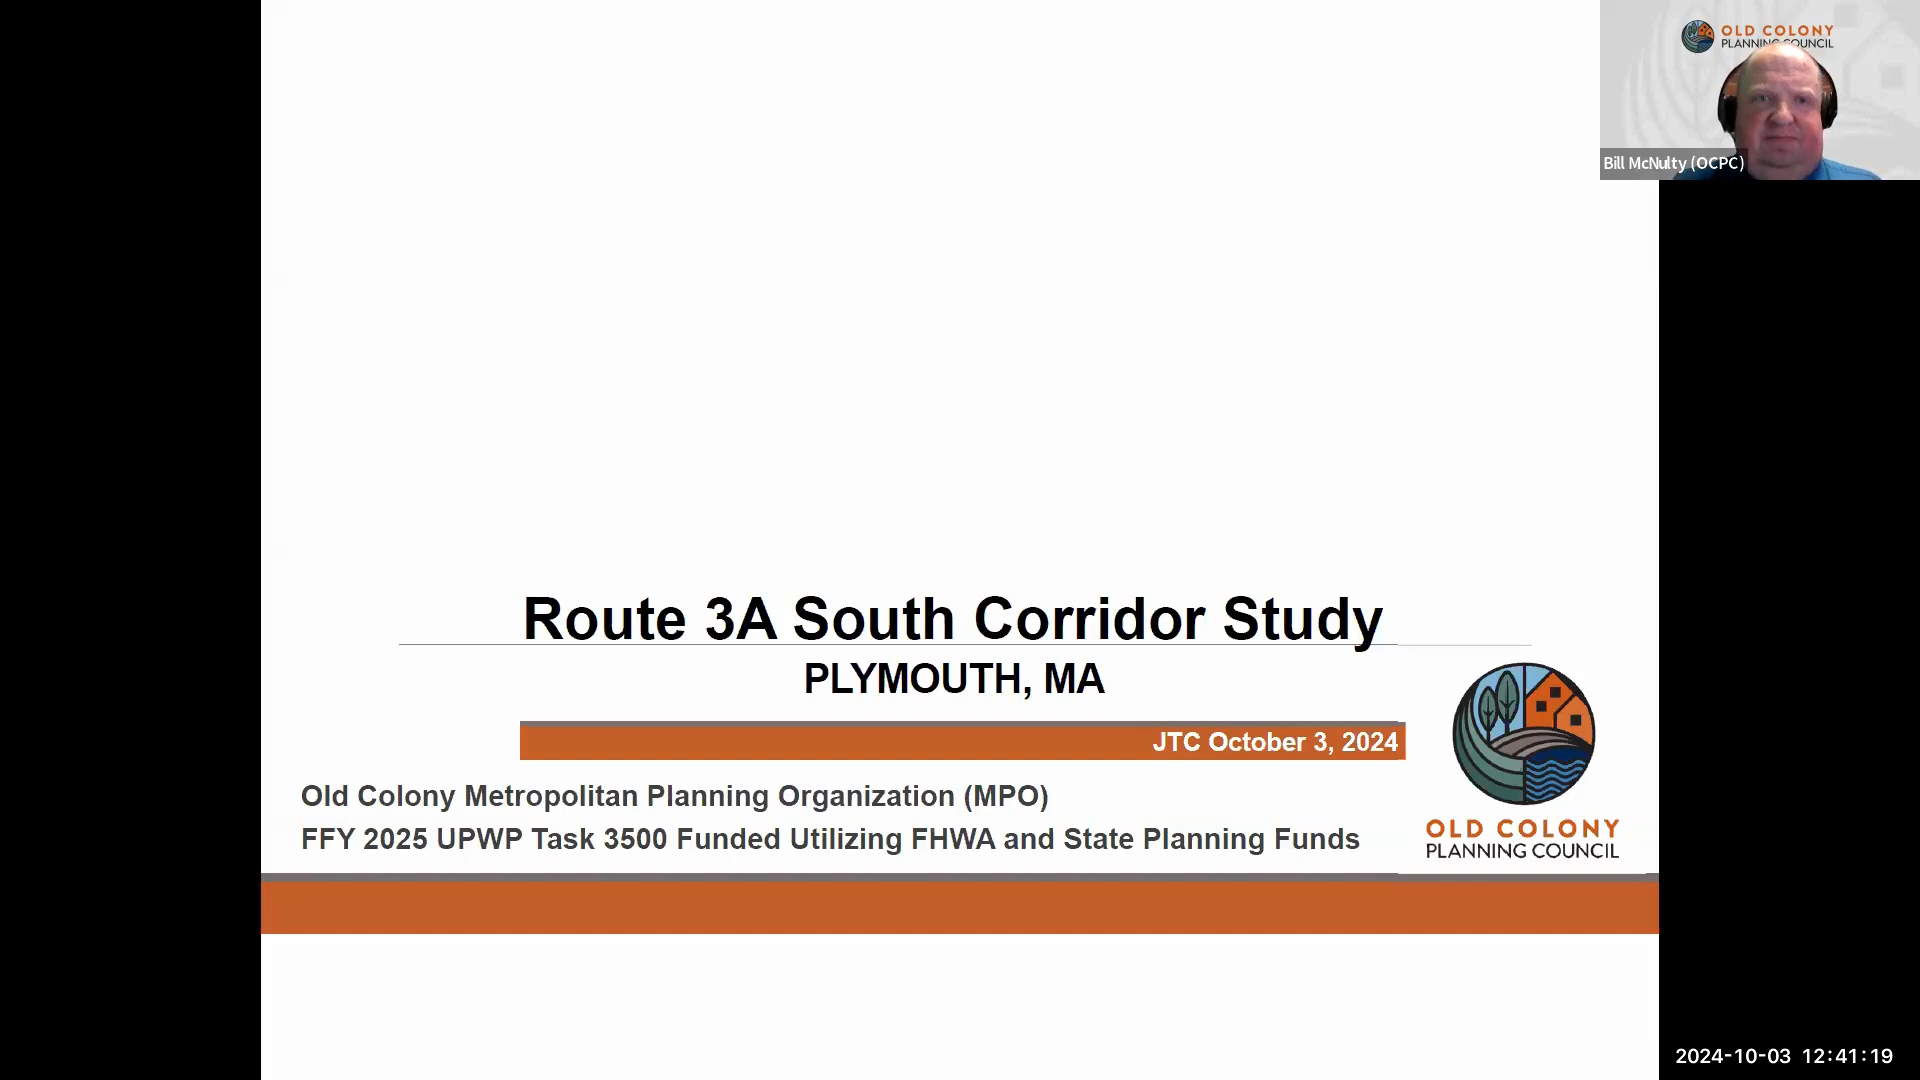 OLD COLONY
PLANNING COUNCIL
Bill McNulty (OCPC)
Route 3A South Corridor Study
PLYMOUTH, MA
JTC October 3, 2024
Old Colony Metropolitan Planning Organization (MPO)
FFY 2025 UPWP Task 3500 Funded Utilizing FHWA and State Planning Funds
OLD COLONY
PLANNING COUNCIL
2024-10-03 12:41:19